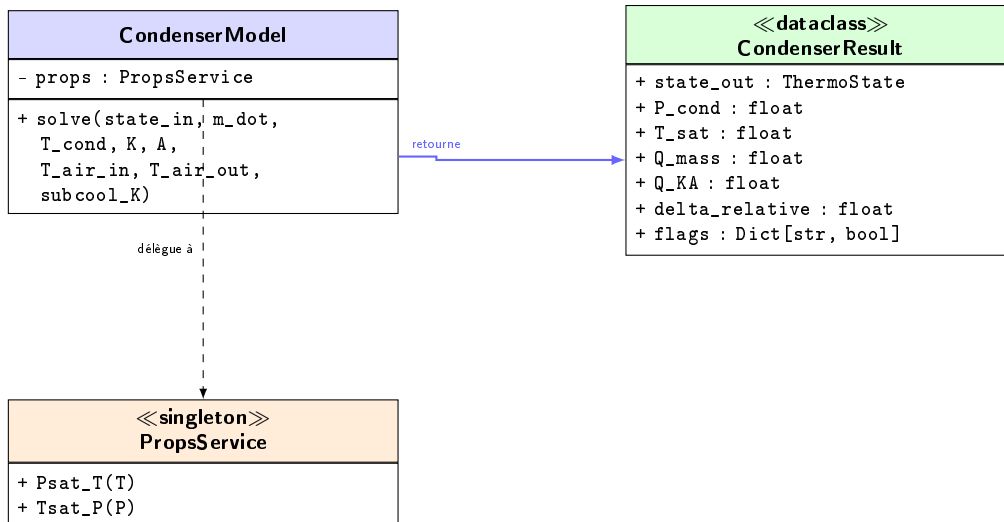 CondenserModel
- props : PropsService
+ solve(state_in, m_dot,
T_cond, K, A,
T_air_in, T_air_out,
subcool_K)
retourne
≪dataclass≫
CondenserResult
+ state_out : ThermoState
+ P_cond : float
+ T_sat : float
+ Q_mass : float
+ Q_KA : float
+ delta_relative : float
+ flags : Dict[str, bool]
délègue à
≪singleton≫
PropsService
+ Psat_T(T)
+ Tsat_P(P)